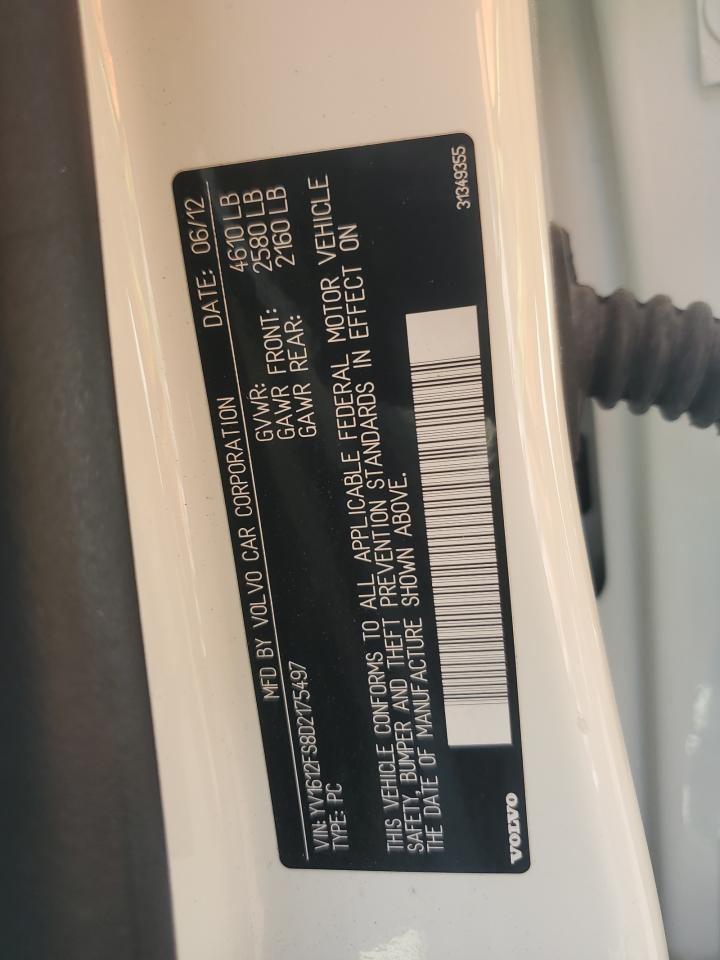 MFD BY VOLVO CAR CORPORATION DATE: 06/12
GVWR: 4610 LB
GAWR FRONT: 2580 LB
GAWR REAR: 2160 LB
VIN: YV1612FS8D2175497
TYPE: PC
THIS VEHICLE CONFORMS TO ALL APPLICABLE FEDERAL MOTOR VEHICLE
SAFETY, BUMPER AND THEFT PREVENTION STANDARDS IN EFFECT ON
THE DATE OF MANUFACTURE SHOWN ABOVE.
VOLVO
31349355